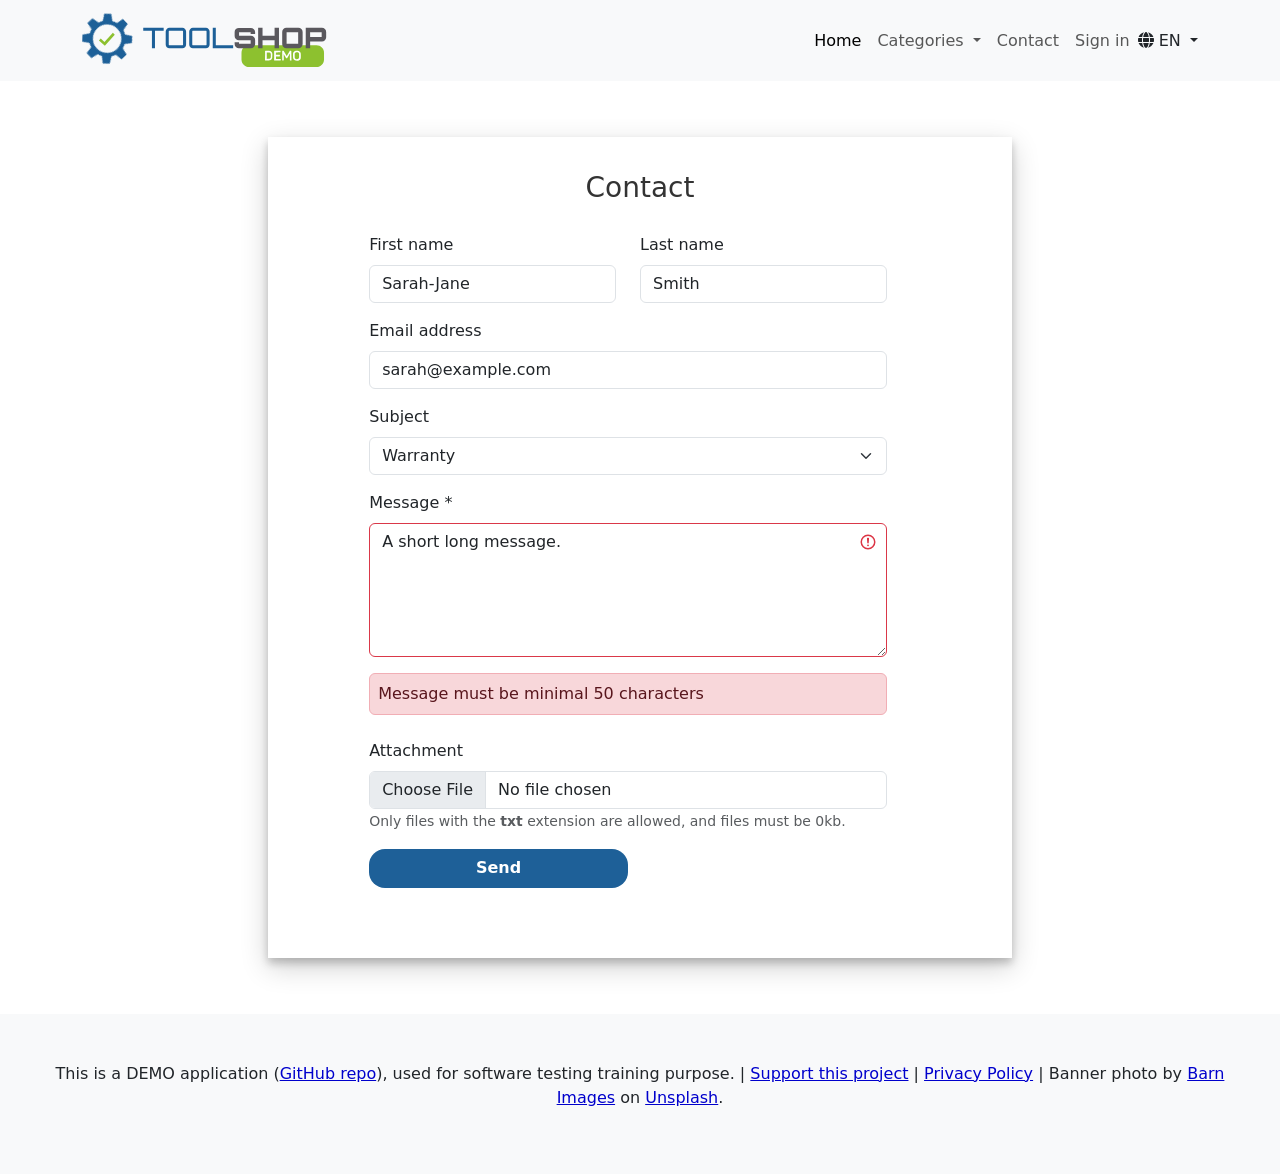 TOOLSHOP DEMO
Home Categories Contact Sign in EN
Contact
First name Last name
Sarah-Jane Smith
Email address
sarah@example.com
Subject
Warranty
Message *
A short long message.
Message must be minimal 50 characters
Attachment
Choose File No file chosen
Only files with the txt extension are allowed, and files must be 0kb.
Send
This is a DEMO application (GitHub repo), used for software testing training purpose. | Support this project | Privacy Policy | Banner photo by Barn
Images on Unsplash.